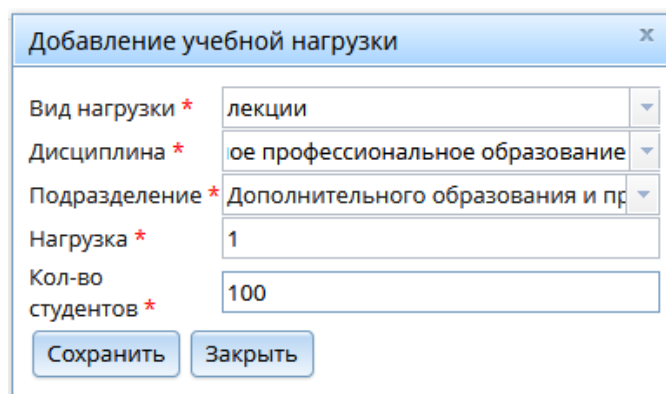 Добавление учебной нагрузки x
Вид нагрузки * лекции
Дисциплина * ое профессиональное образование
Подразделение * Дополнительного образования и пр
Нагрузка * 1
Кол-во
студентов * 100
Сохранить Закрыть